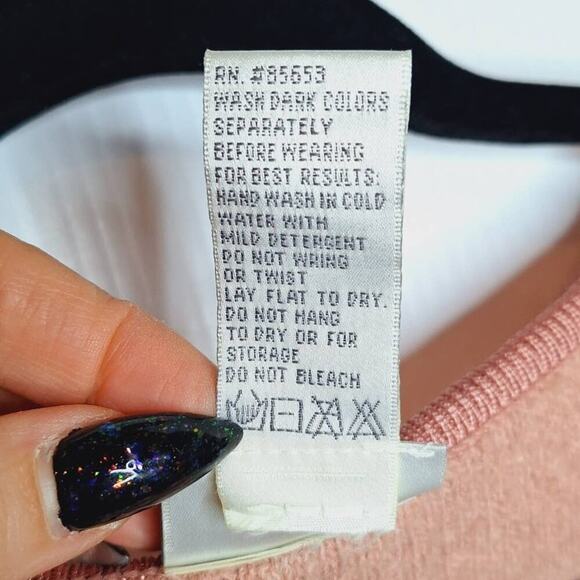 RN. #85653
WASH DARK COLORS
SEPARATELY
BEFORE WEARING
FOR BEST RESULTS:
HAND WASH IN COLD
WATER WITH
MILD DETERGENT
DO NOT WRING
OR TWIST
LAY FLAT TO DRY.
DO NOT HANG
TO DRY OR FOR
STORAGE
DO NOT BLEACH